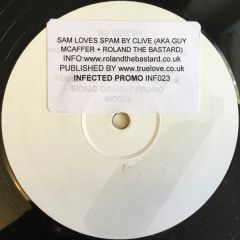 SAM LOVES SPAM BY CLIVE (AKA GUY
MCAFFER + ROLAND THE BASTARD)
INFO:www.rolandthebastard.co.uk
PUBLISHED BY www.truelove.co.uk
INFECTED PROMO INF023